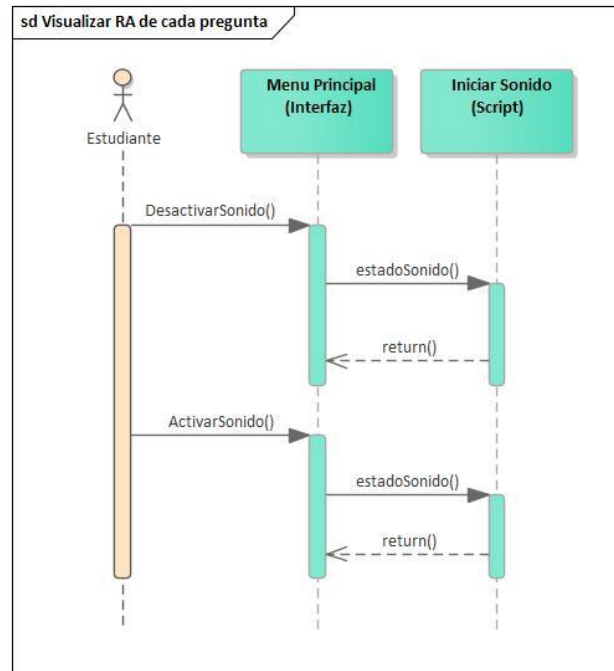 sd Visualizar RA de cada pregunta
Menu Principal
(Interfaz)
Iniciar Sonido
(Script)
Estudiante
DesactivarSonido()
estadoSonido()
return()
ActivarSonido()
estadoSonido()
return()